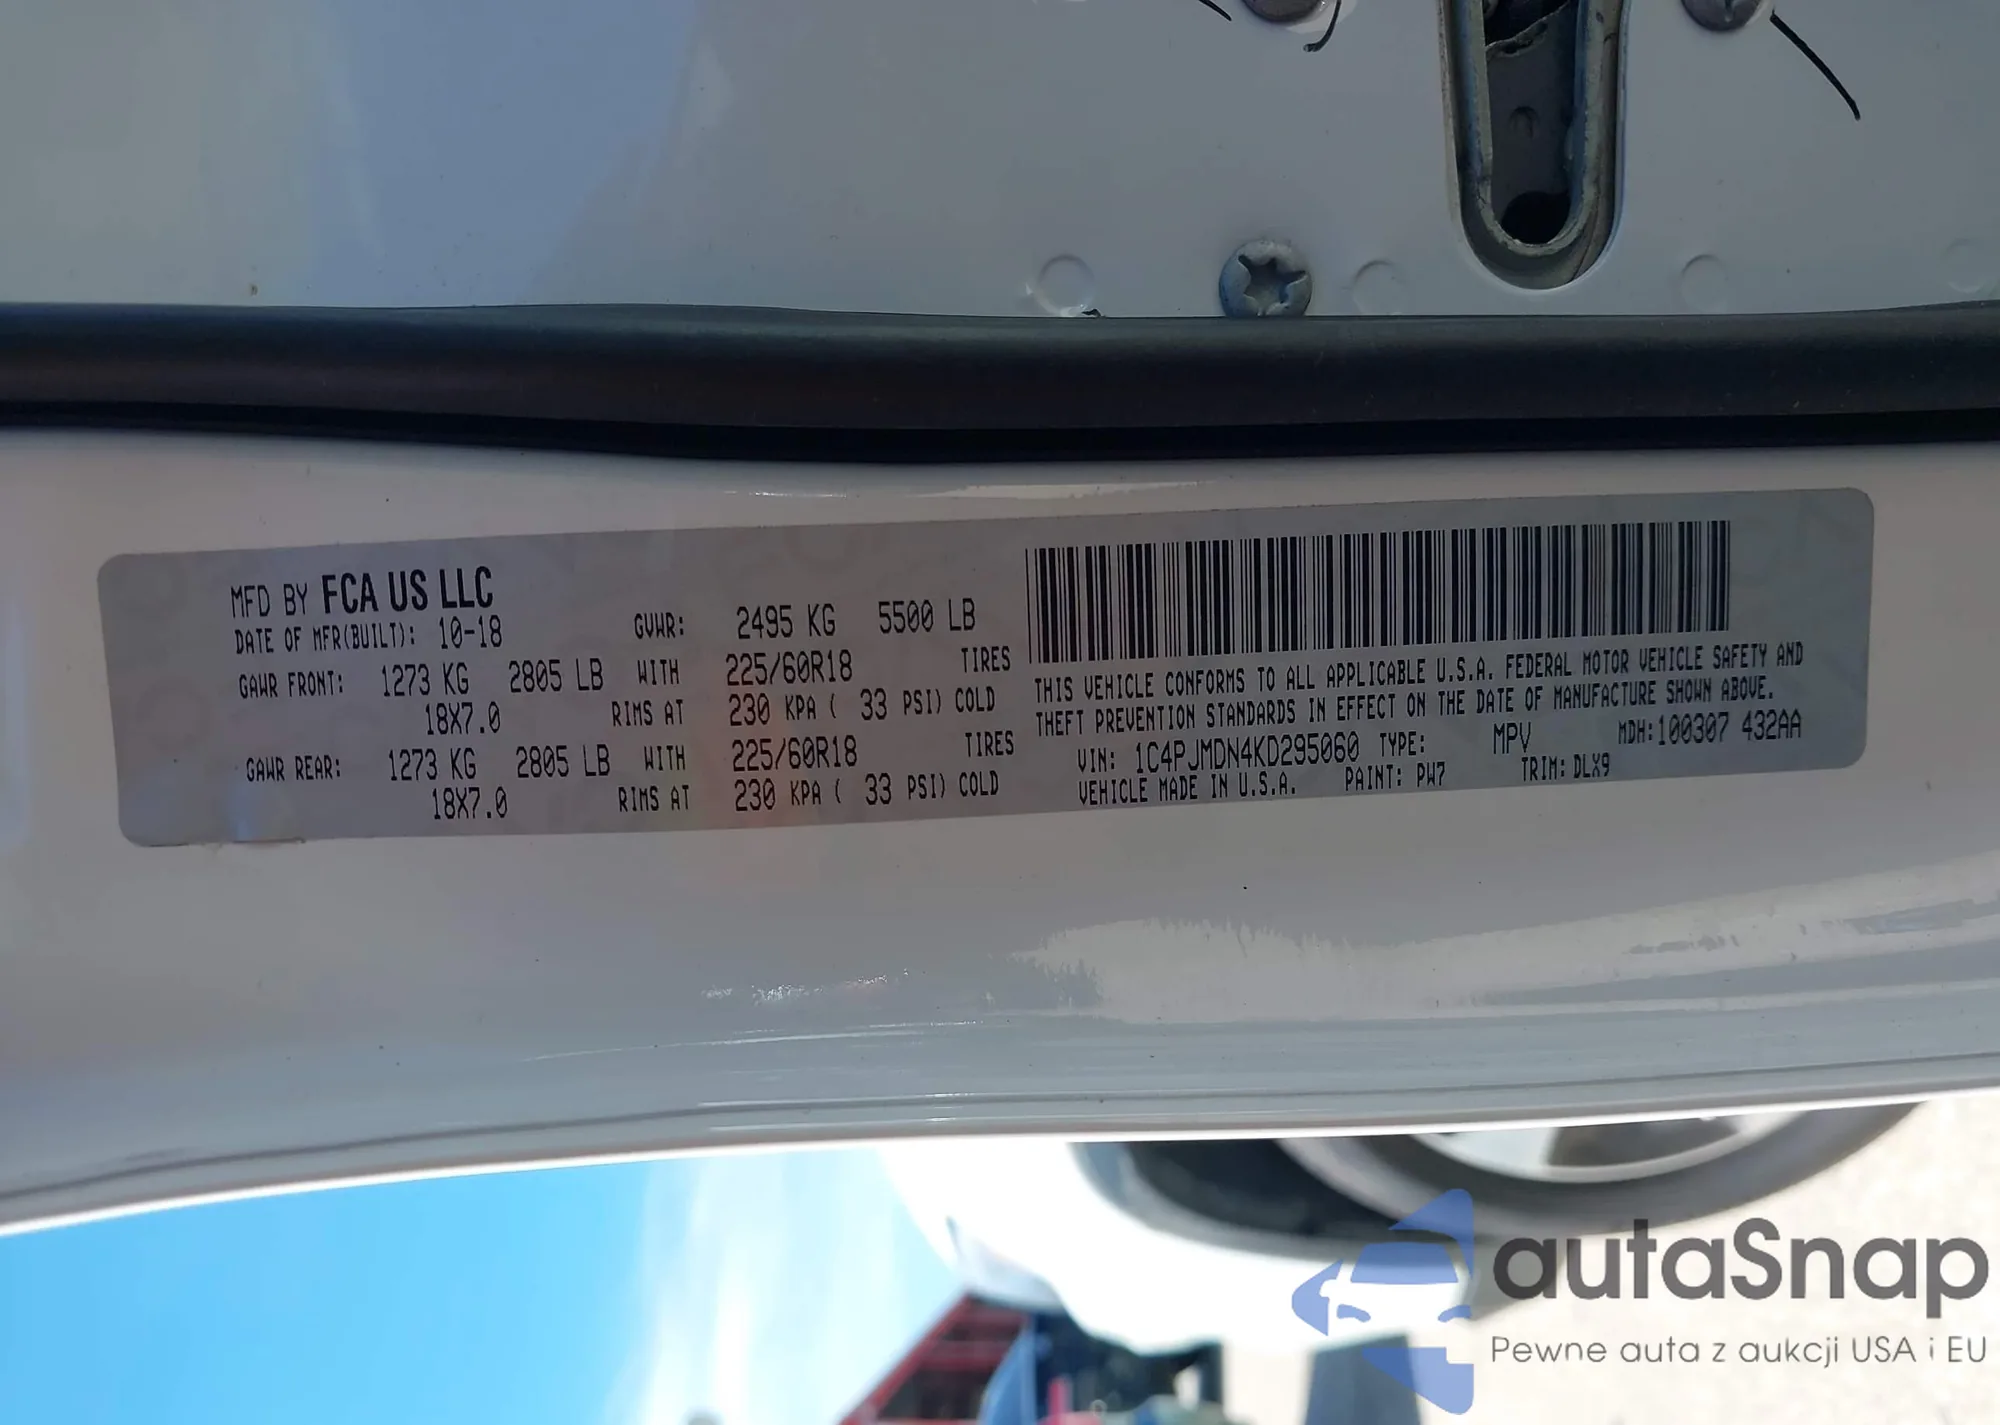 MFD BY FCA US LLC
DATE OF MFR(BUILT): 10-18 GVWR: 2495 KG 5500 LB
GAWR FRONT: 1273 KG 2805 LB WITH 225/60R18 TIRES
18X7.0 RIMS AT 230 KPA ( 33 PSI) COLD
GAWR REAR: 1273 KG 2805 LB WITH 225/60R18 TIRES
18X7.0 RIMS AT 230 KPA ( 33 PSI) COLD
THIS VEHICLE CONFORMS TO ALL APPLICABLE U.S.A. FEDERAL MOTOR VEHICLE SAFETY AND
THEFT PREVENTION STANDARDS IN EFFECT ON THE DATE OF MANUFACTURE SHOWN ABOVE.
VIN: 1C4PJMDN4KD295060 TYPE: MPV MDH:100307 432AA
VEHICLE MADE IN U.S.A. PAINT: PW7 TRIM: DLX9
autaSnap
Pewne auta z aukcji USA i EU